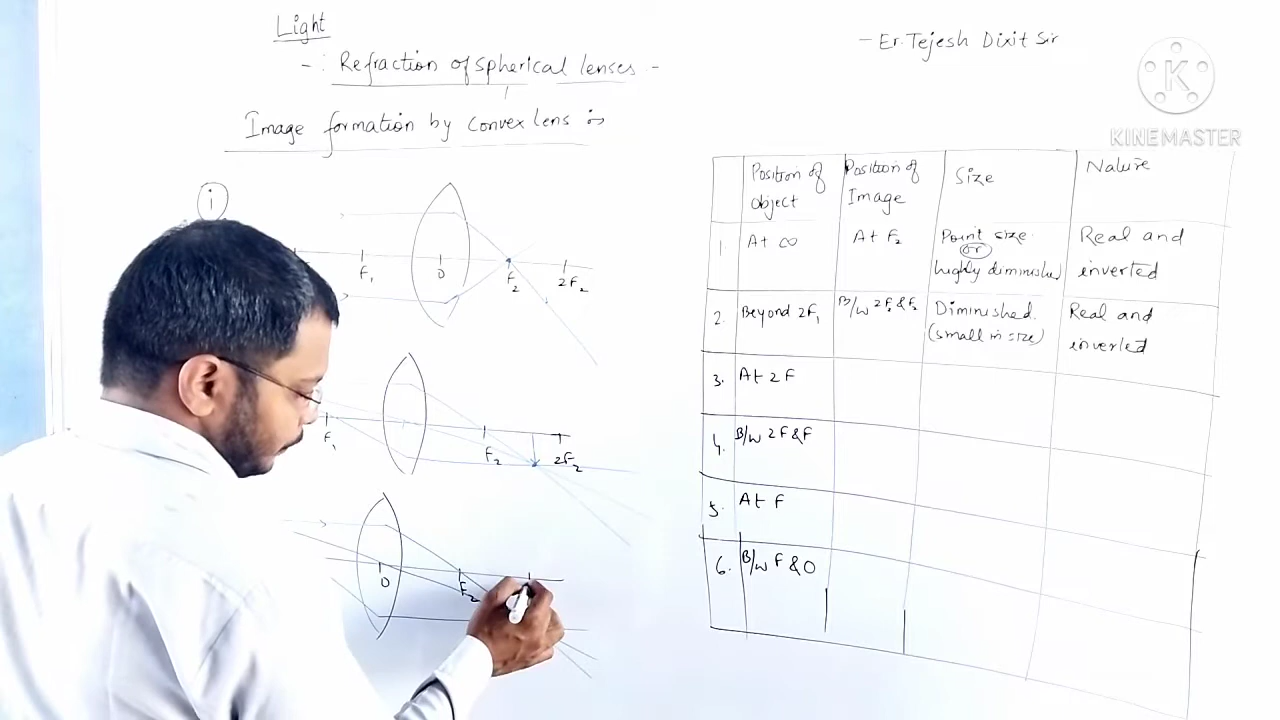 Light
- Er. Tejesh Dixit Sir
-: Refraction of spherical lenses -
Image formation by convex lens :-
KINEMASTER
i
F₁
O
F₂
2F₂
F₁
F₂
2F₂
O
F₂
Position of object
Position of Image
Size
Nature
1. At ∞
At F₂
Point size. or highly diminished
Real and inverted
2. Beyond 2F₁
B/w 2F₂ & F₂
Diminished. (small in size)
Real and inverted
3. At 2F
4. B/w 2F & F
5. At F
6. B/w F & O